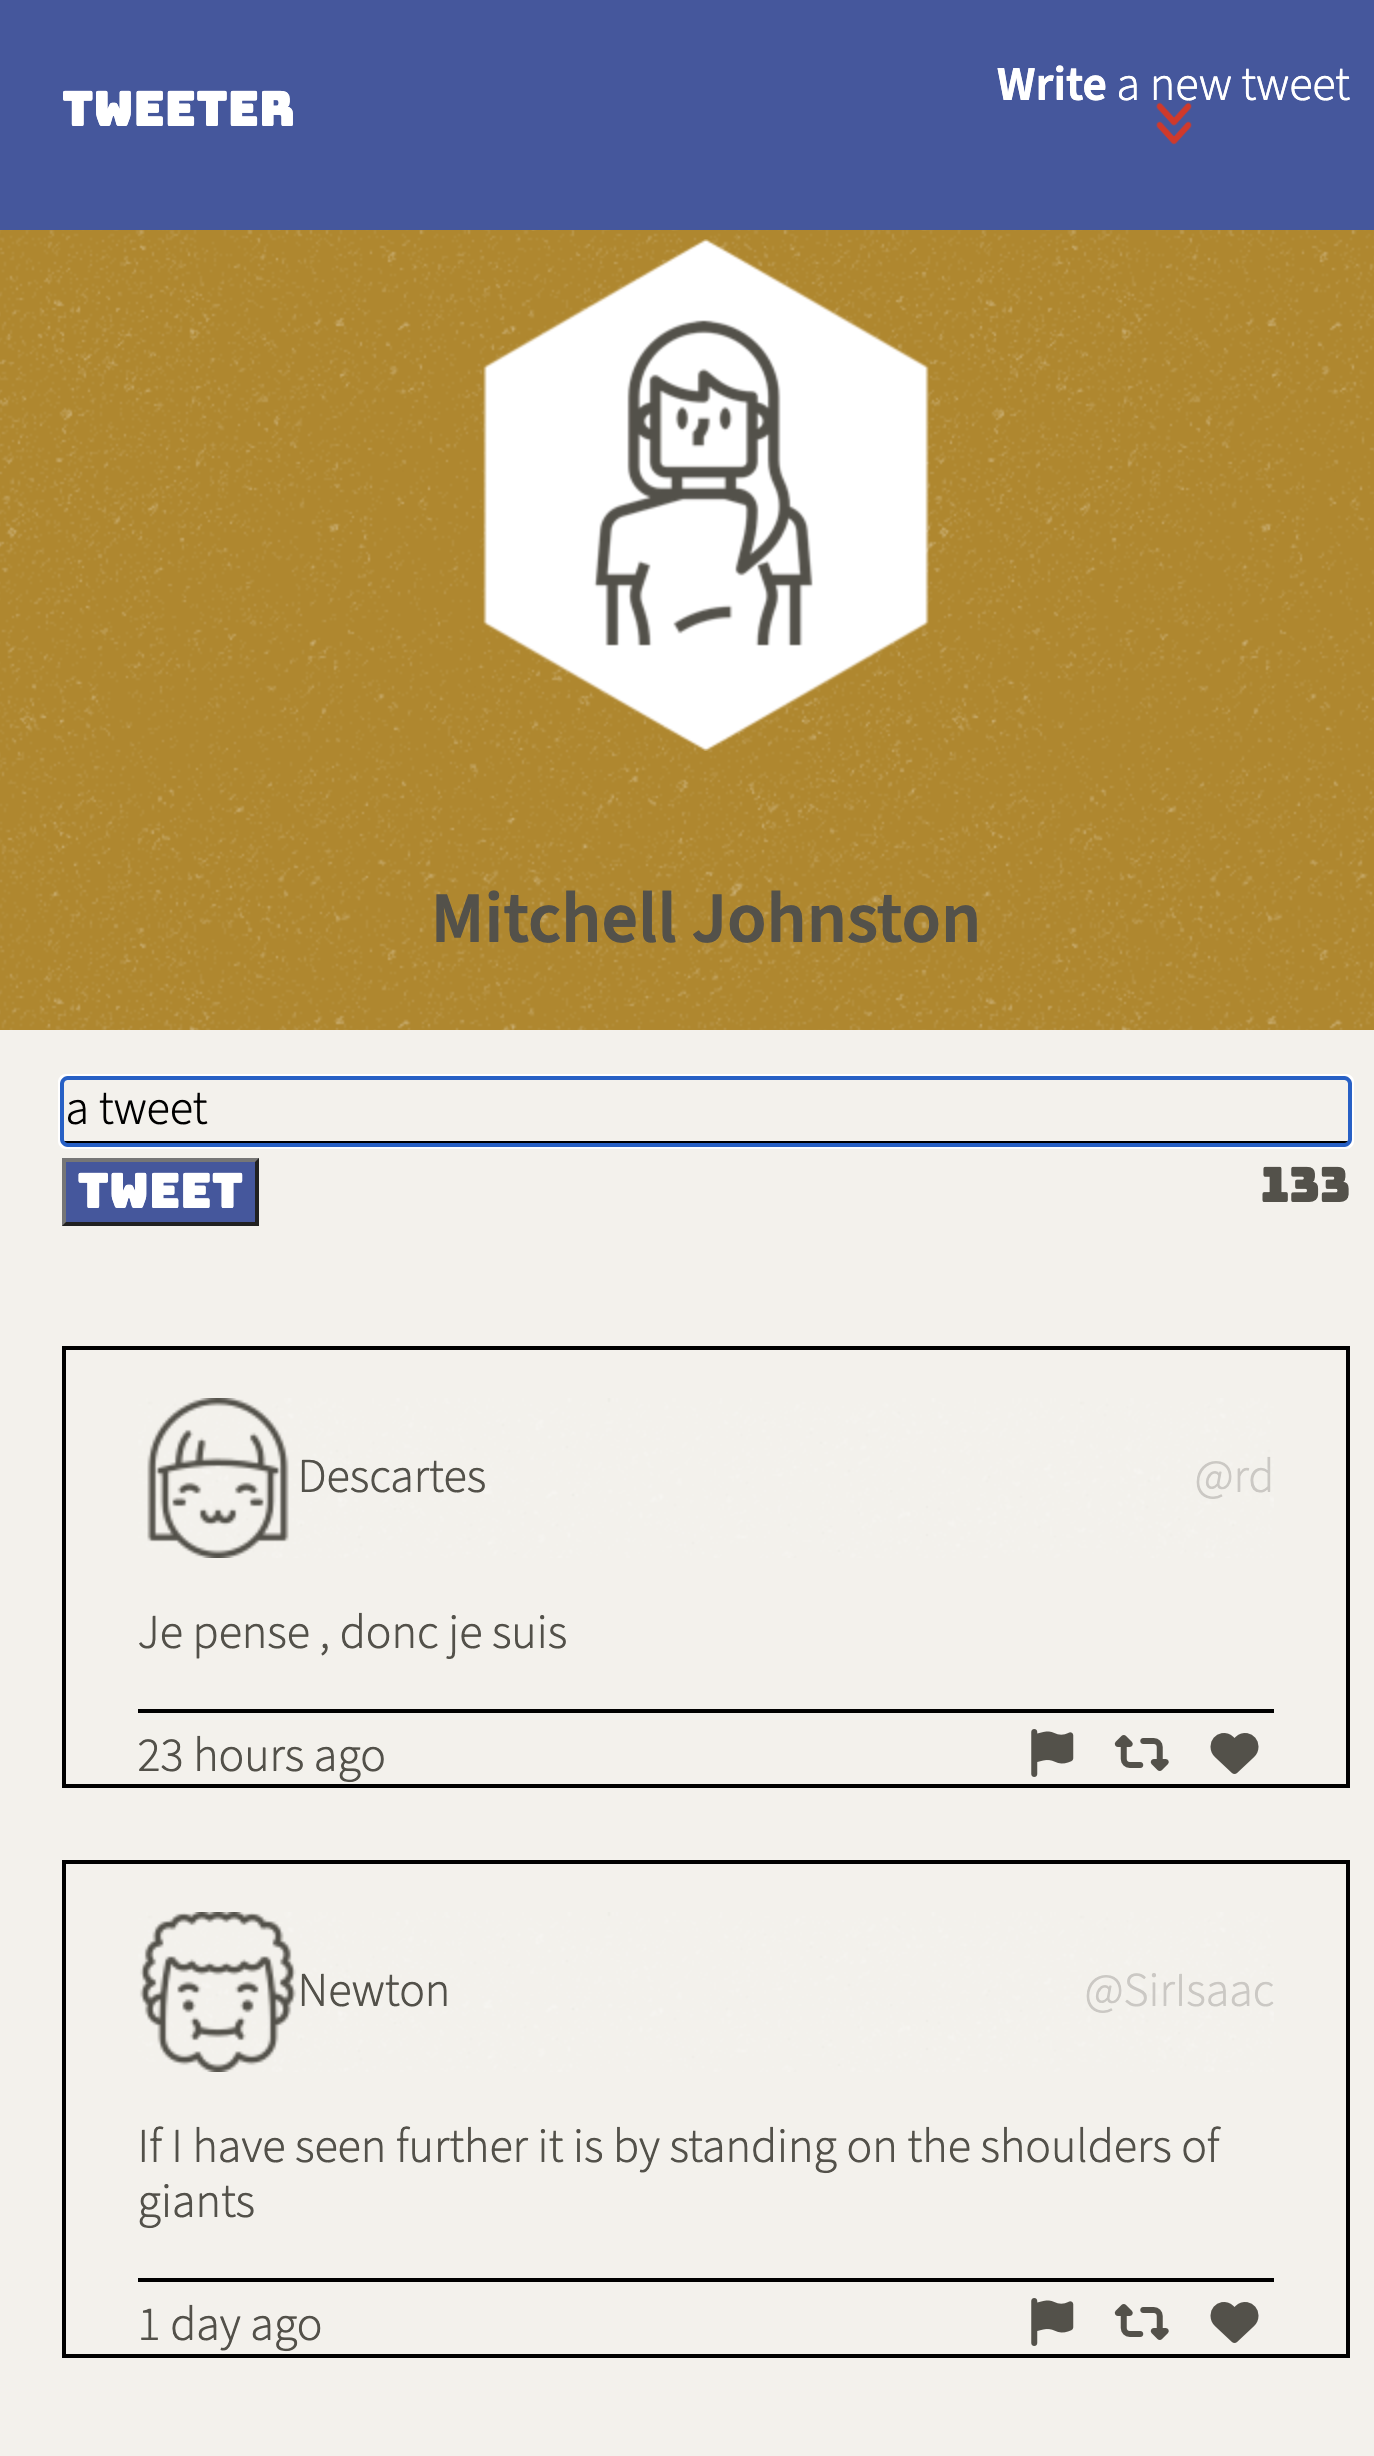 TWEETER
Write a new tweet
Mitchell Johnston
a tweet
TWEET
133
Descartes
@rd
Je pense , donc je suis
23 hours ago
Newton
@SirIsaac
If I have seen further it is by standing on the shoulders of
giants
1 day ago